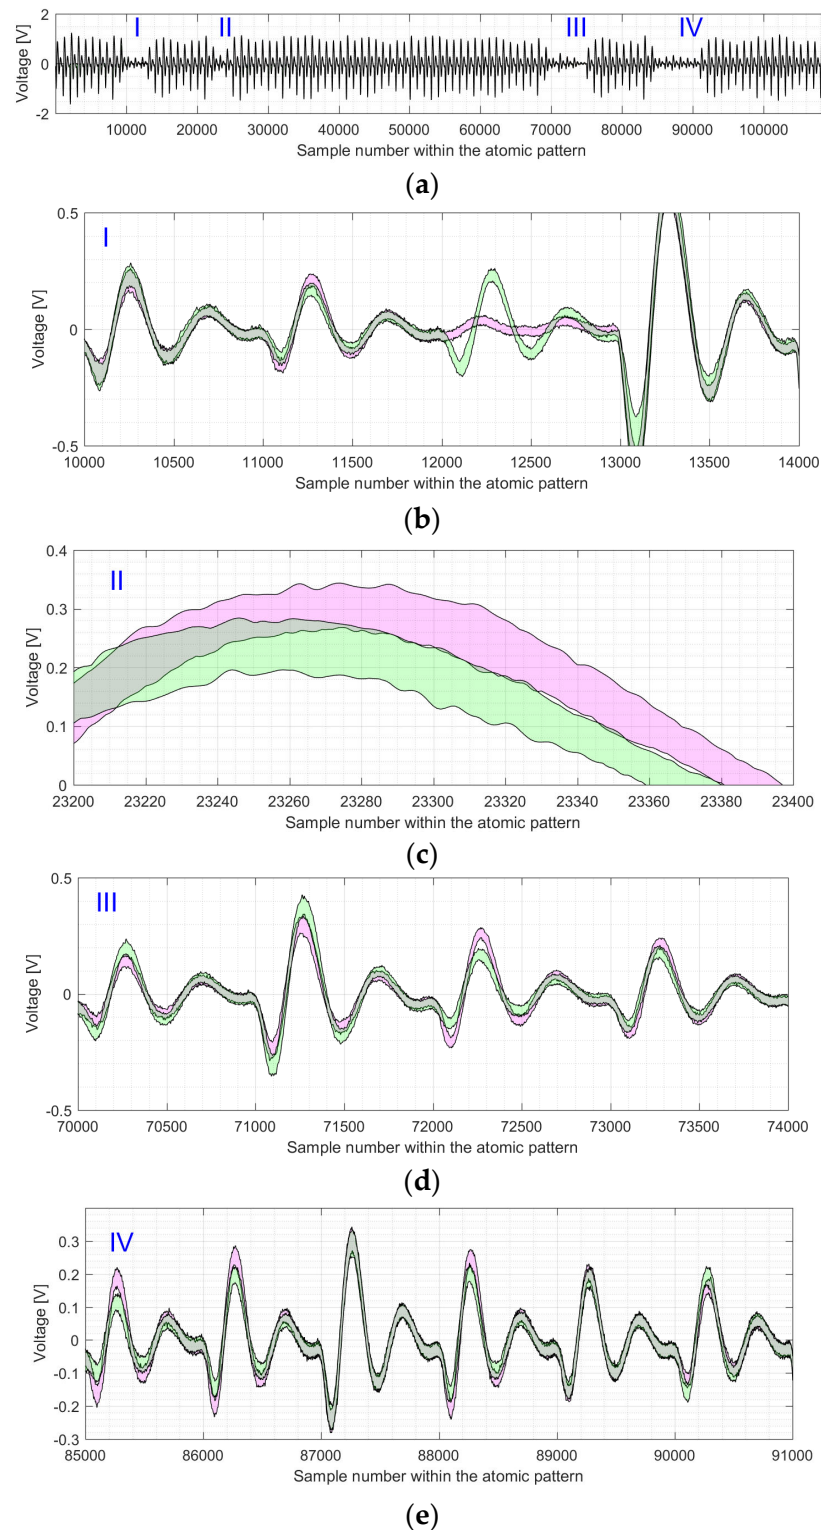 I II III IV
2
0
-2
Voltage [V]
10000 20000 30000 40000 50000 60000 70000 80000 90000 100000
Sample number within the atomic pattern
(a)
I
0.5
0
-0.5
Voltage [V]
10000 10500 11000 11500 12000 12500 13000 13500 14000
Sample number within the atomic pattern
(b)
II
0.4
0.3
0.2
0.1
0
Voltage [V]
23200 23220 23240 23260 23280 23300 23320 23340 23360 23380 23400
Sample number within the atomic pattern
(c)
III
0.5
0
-0.5
Voltage [V]
70000 70500 71000 71500 72000 72500 73000 73500 74000
Sample number within the atomic pattern
(d)
IV
0.3
0.2
0.1
0
-0.1
-0.2
-0.3
Voltage [V]
85000 86000 87000 88000 89000 90000 91000
Sample number within the atomic pattern
(e)